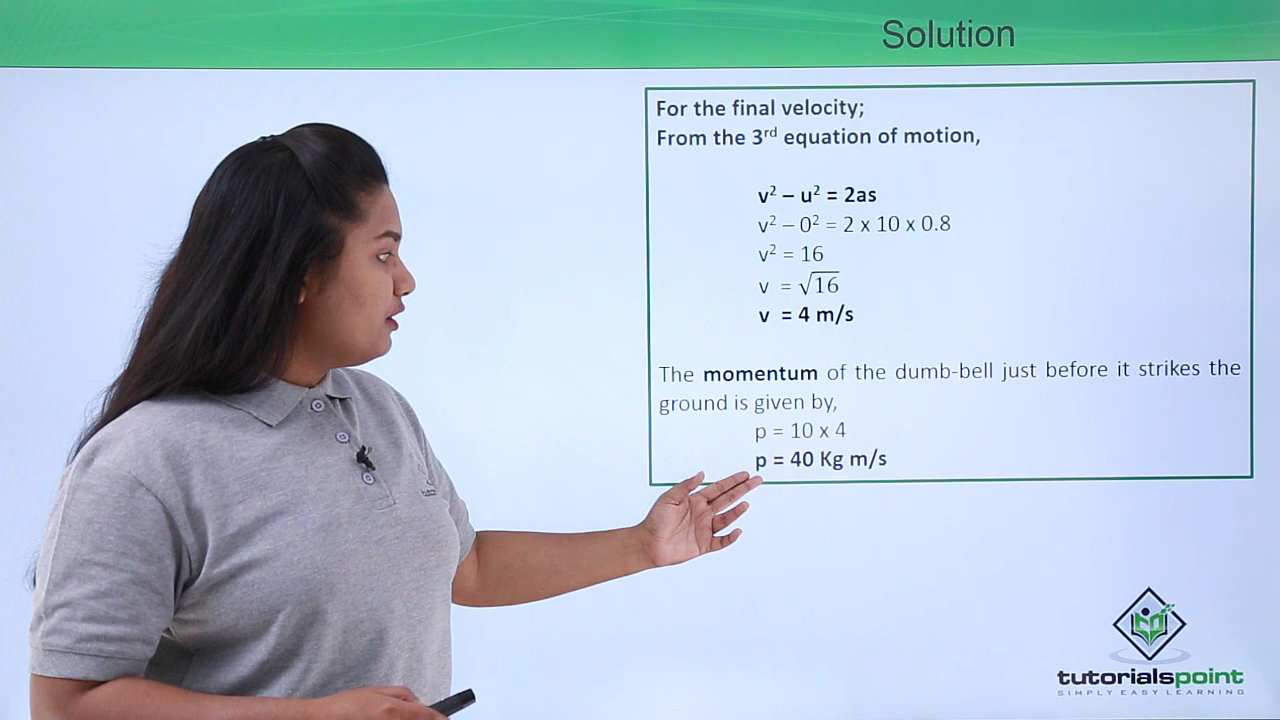 Solution
For the final velocity;
From the 3rd equation of motion,
v² – u² = 2as
v² – 0² = 2 x 10 x 0.8
v² = 16
v = √16
v = 4 m/s
The momentum of the dumb-bell just before it strikes the
ground is given by,
p = 10 x 4
p = 40 Kg m/s
tutorialspoint
SIMPLY EASY LEARNING